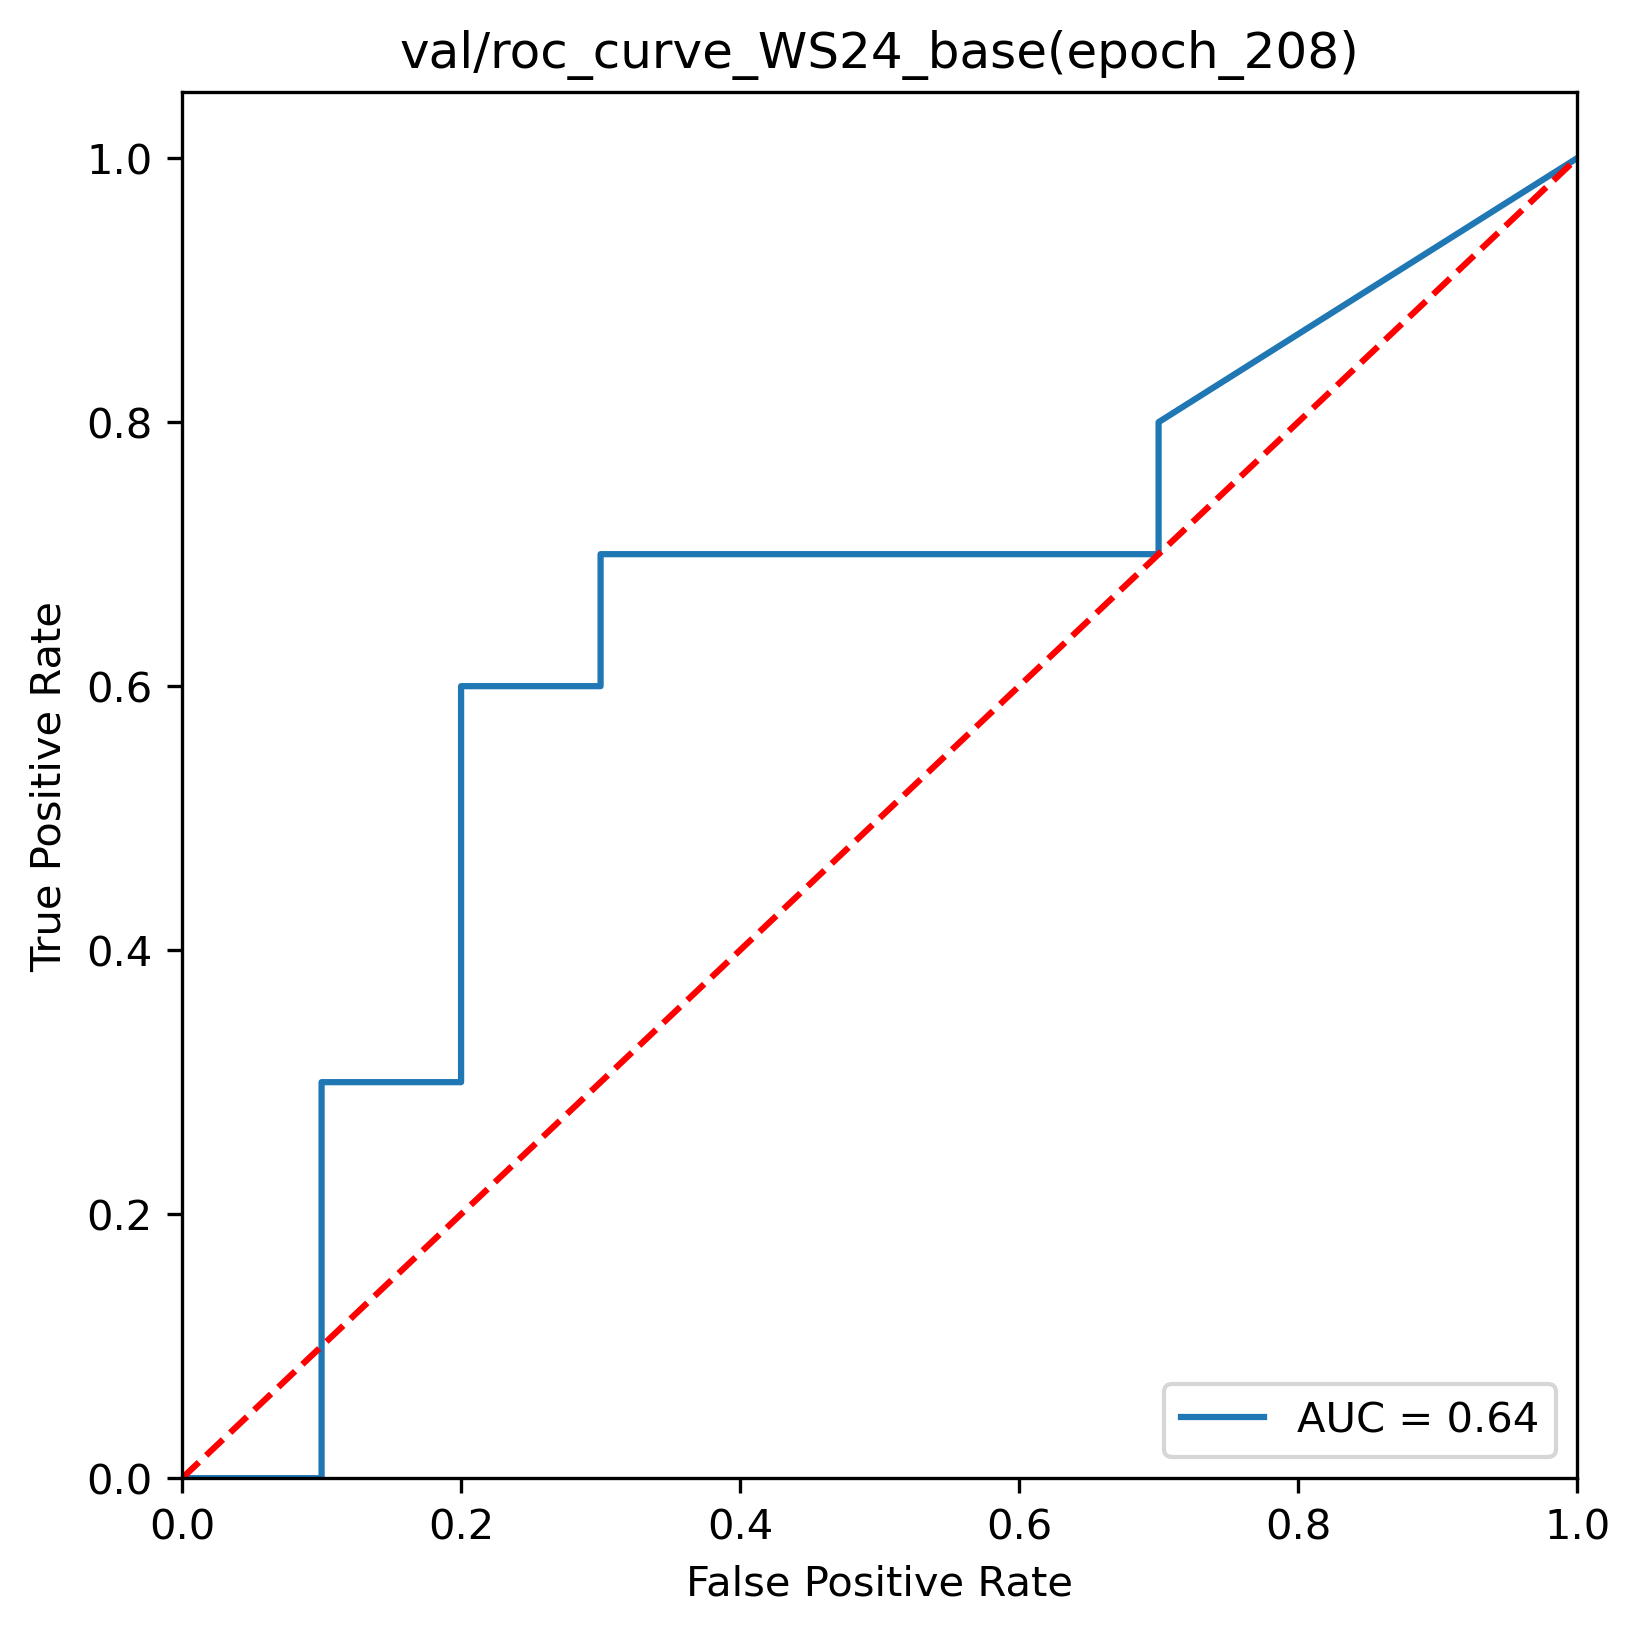 val/roc_curve_WS24_base(epoch_208)
1.0
0.8
0.6
0.4
0.2
0.0
True Positive Rate
0.0 0.2 0.4 0.6 0.8 1.0
False Positive Rate
AUC = 0.64